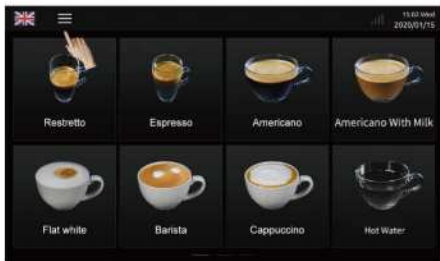 15:02 Wed
2020/01/15
Restretto
Espresso
Americano
Americano With Milk
Flat white
Barista
Cappuccino
Hot Water